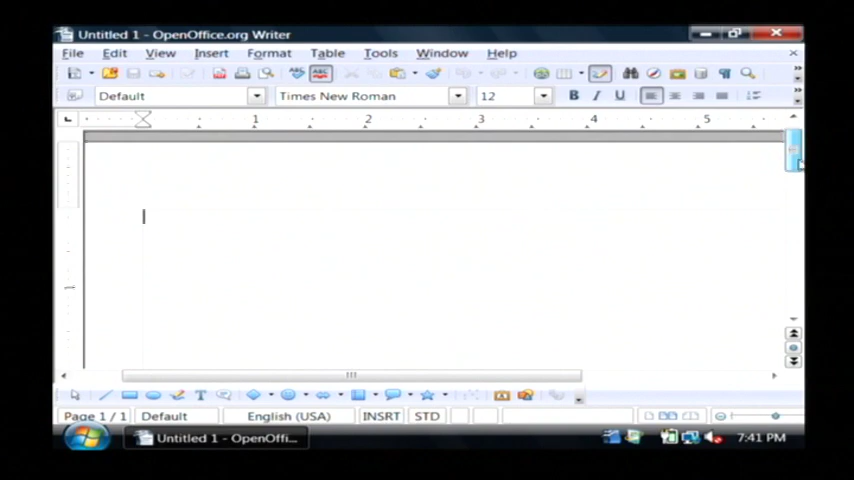 Untitled 1 - OpenOffice.org Writer
File Edit View Insert Format Table Tools Window Help
Default Times New Roman 12 B I U
1 2 3 4 5
1
Page 1 / 1 Default English (USA) INSRT STD
Untitled 1 - OpenOffi... 7:41 PM